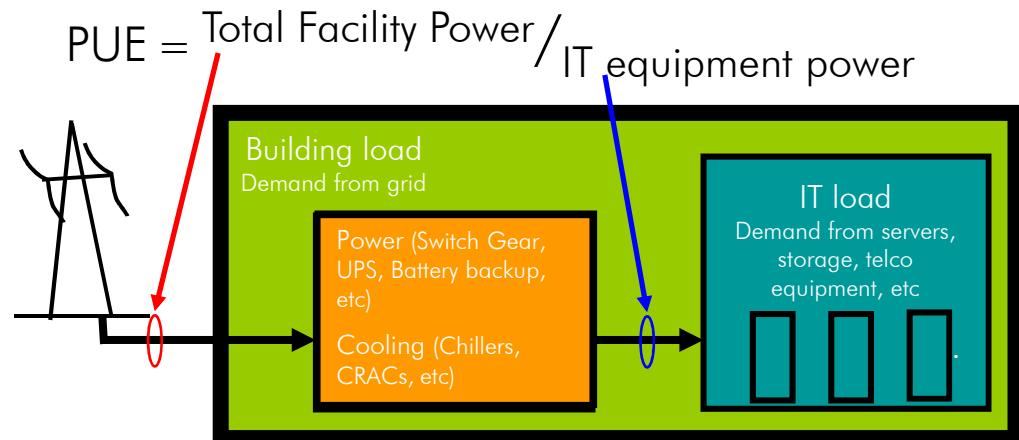 PUE = Total Facility Power / IT equipment power
Building load
Demand from grid
Power (Switch Gear,
UPS, Battery backup,
etc)
Cooling (Chillers,
CRACs, etc)
IT load
Demand from servers,
storage, telco
equipment, etc
.